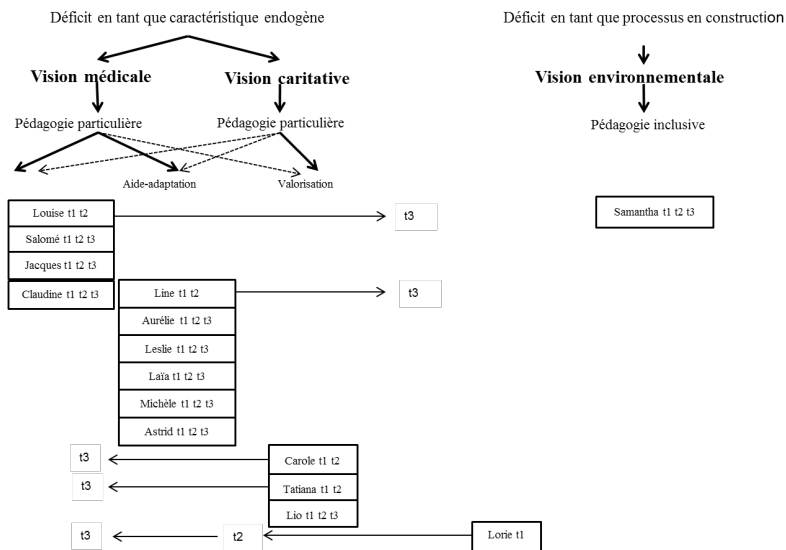 Déficit en tant que caractéristique endogène
Déficit en tant que processus en construction
Vision médicale
Vision caritative
Vision environnementale
Pédagogie particulière
Pédagogie particulière
Pédagogie inclusive
Aide-adaptation
Valorisation
Louise t1 t2
t3
Samantha t1 t2 t3
Salomé t1 t2 t3
Jacques t1 t2 t3
Claudine t1 t2 t3
Line t1 t2
t3
Aurélie t1 t2 t3
Leslie t1 t2 t3
Laïa t1 t2 t3
Michèle t1 t2 t3
Astrid t1 t2 t3
t3
Carole t1 t2
t3
Tatiana t1 t2
Lio t1 t2 t3
t3
t2
Lorie t1